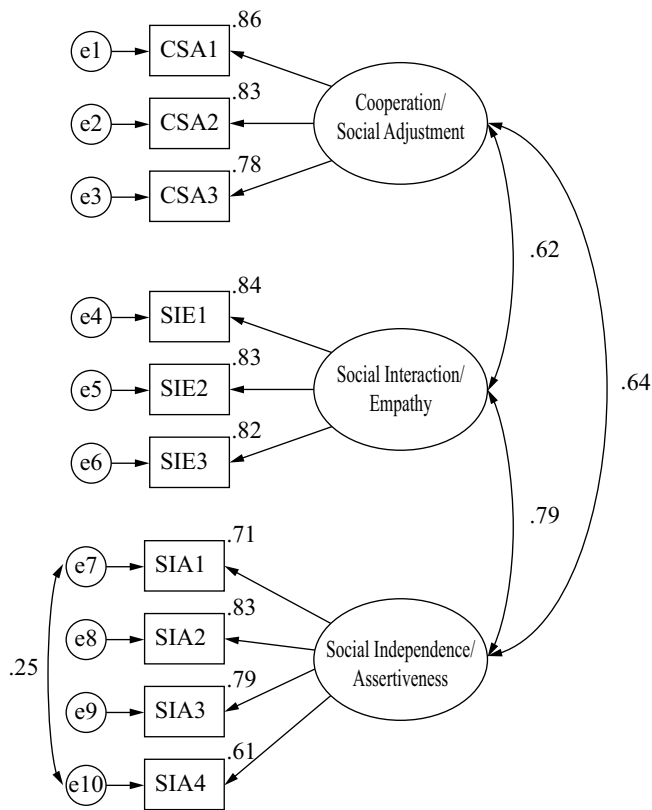 .86
e1 CSA1
Cooperation/
Social Adjustment
.83
e2 CSA2
.78
e3 CSA3
.62
.84
e4 SIE1
.83
e5 SIE2
Social Interaction/
Empathy
.64
.82
e6 SIE3
.79
.71
e7 SIA1
.83
e8 SIA2
Social Independence/
Assertiveness
.25
.79
e9 SIA3
.61
e10 SIA4